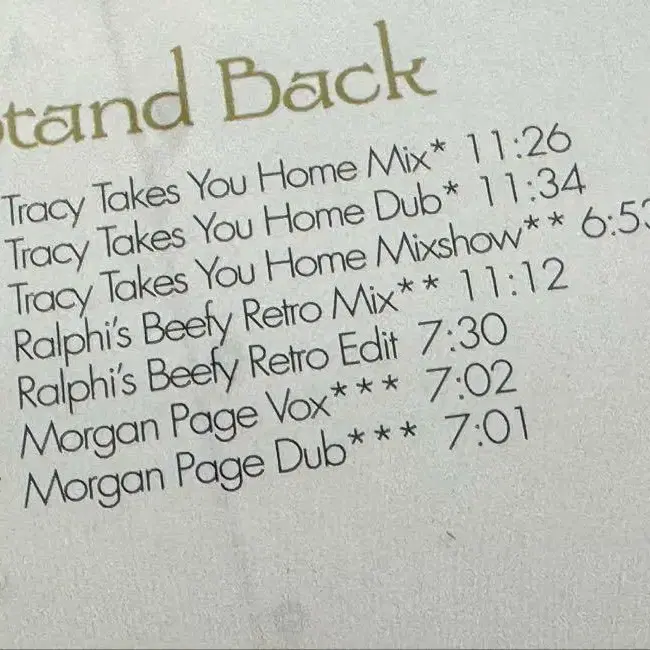 tand Back
Tracy Takes You Home Mix* 11:26
Tracy Takes You Home Dub* 11:34
Tracy Takes You Home Mixshow** 6:53
Ralphi's Beefy Retro Mix** 11:12
Ralphi's Beefy Retro Edit 7:30
Morgan Page Vox*** 7:02
Morgan Page Dub*** 7:01